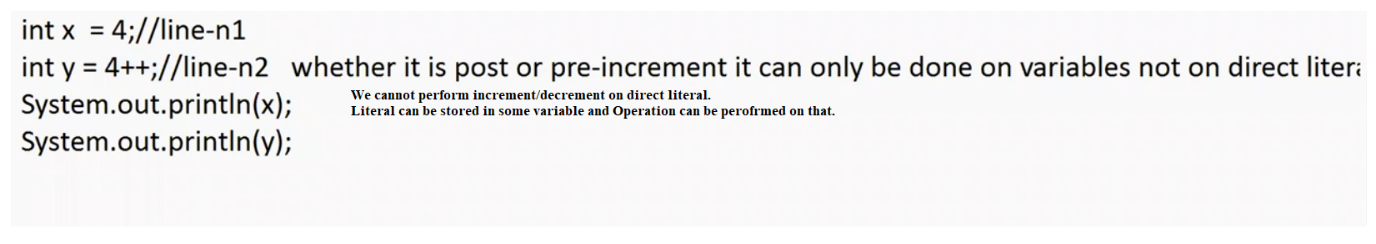 int x = 4;//line-n1
int y = 4++;//line-n2 whether it is post or pre-increment it can only be done on variables not on direct
System.out.println(x);
We cannot perform increment/decrement on direct literal.
Literal can be stored in some variable and Operation can be perofrmed on that.
System.out.println(y);